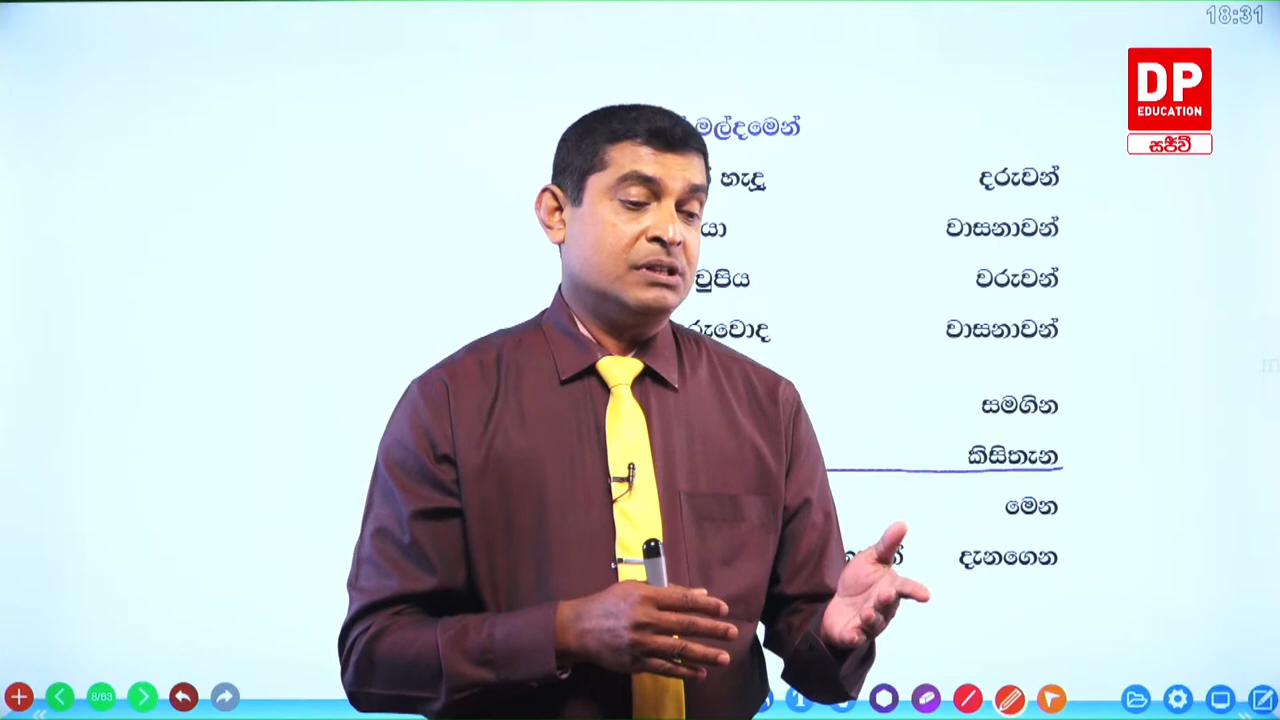 18:31
DP
EDUCATION
සජීවී
මල්දමෙන්
හැදූ දරුවන්
යා වාසනාවන්
වුපිය වරුවන්
රුවොද වාසනාවන්
සමගින
කිසිතැන
මෙන
දැනගෙන
8/63